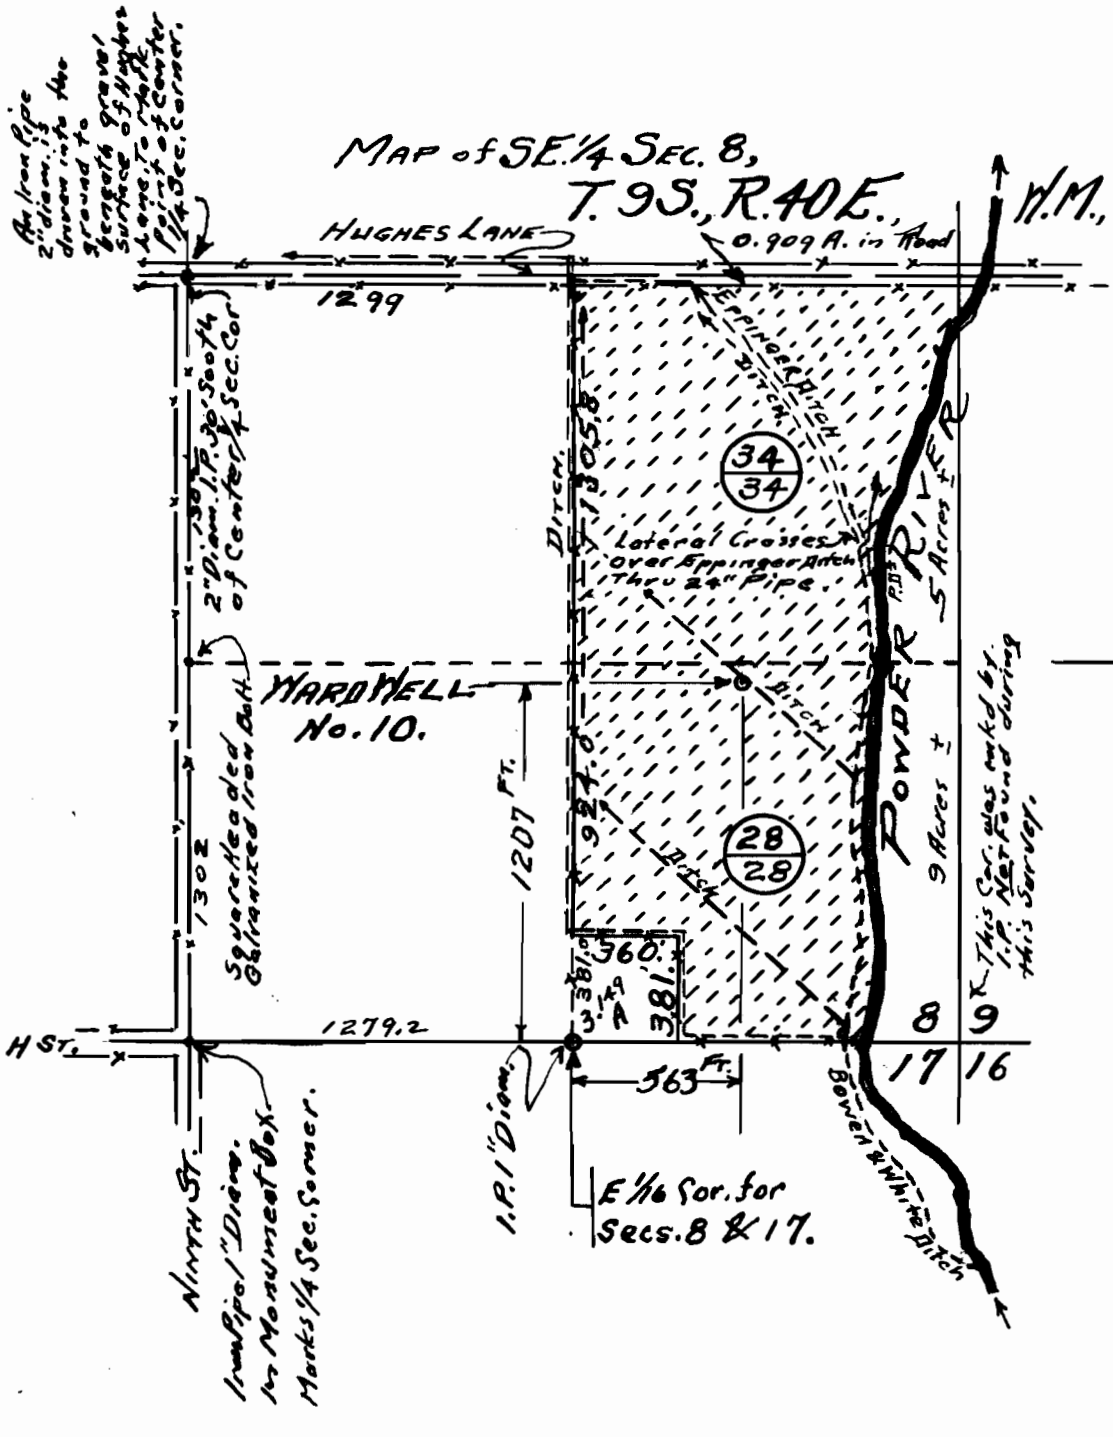 MAP of SE.1/4 SEC. 8,
T. 9S., R. 40E., W.M.,
An Iron Pipe
2" diam. is
driven into the
ground to
beneath gravel
surface of Hughes
Lane. To Mark
Point of Center
1/4 Sec. Corner.
HUGHES LANE
0.909 A. in Road
1299
2" Diam. I.P. 30' South
of Center 1/4 Sec. Cor
1302
EPPINGER DITCH
DITCH
DITCH.
1305.8
34
34
Lateral Crosses
over Eppinger Ditch
Thru 24" Pipe.
POWDER RIVER
5 Acres ±
WARDWELL
No. 10.
DITCH
Square Headed
Galvanized Iron Bolt
1302
1207 FT.
924.0
28
28
DITCH
9 Acres ±
This Cor. was mkd by.
I.P. Not Found during
this Survey.
360.
381.0
3.149
A
381.
8 9
17 16
H ST.
1279.2
563 FT.
I.P. 1" Diam.
Bowen & White Ditch
E 1/16 Cor. for
Secs. 8 & 17.
NINTH ST.
Iron Pipe 1" Diam.
in Monument Box
Marks 1/4 Sec. Corner.